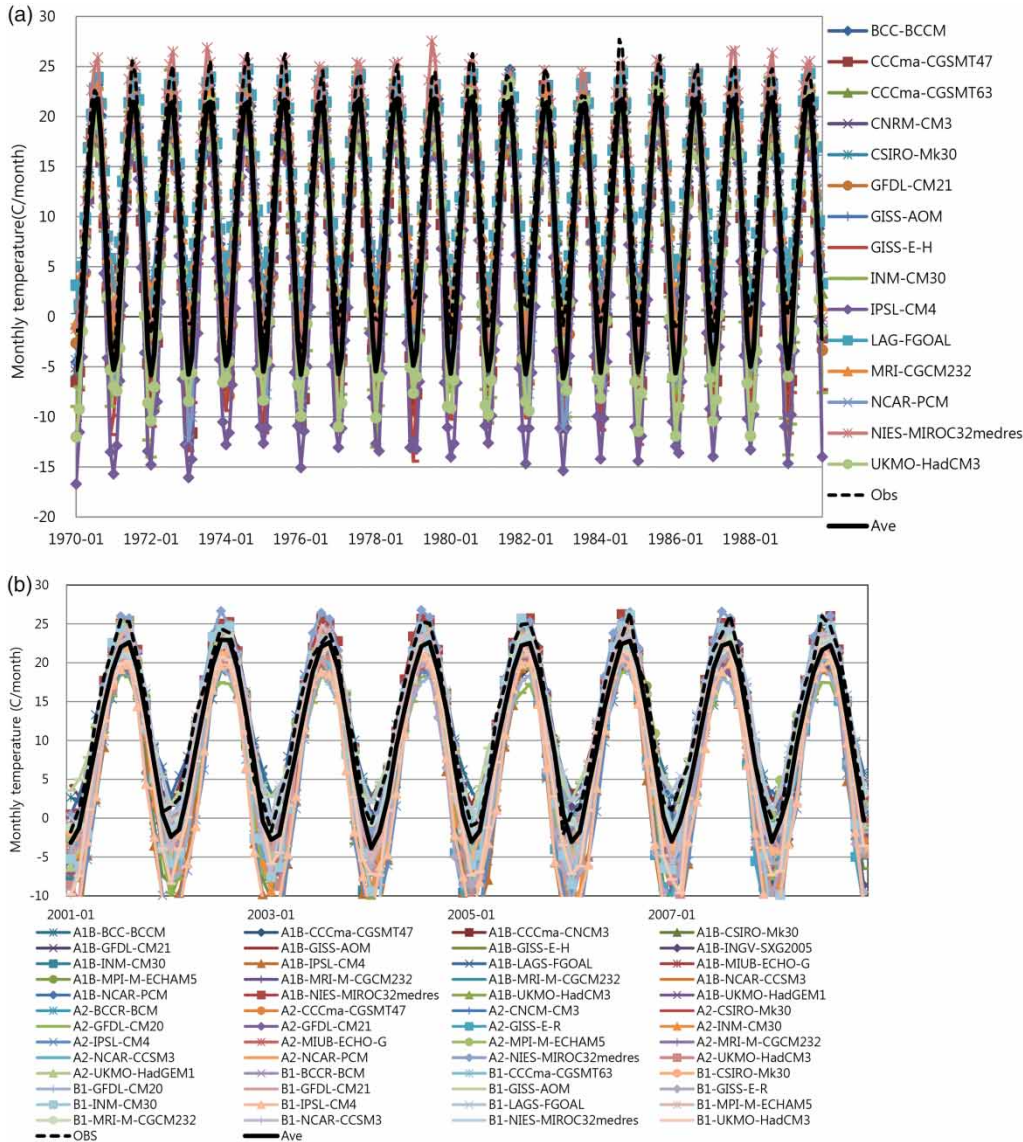 (a)
Monthly temperature(C/month)
30
25
20
15
10
5
0
-5
-10
-15
-20
1970-01 1972-01 1974-01 1976-01 1978-01 1980-01 1982-01 1984-01 1986-01 1988-01
BCC-BCCM
CCCma-CGSMT47
CCCma-CGSMT63
CNRM-CM3
CSIRO-Mk30
GFDL-CM21
GISS-AOM
GISS-E-H
INM-CM30
IPSL-CM4
LAG-FGOAL
MRI-CGCM232
NCAR-PCM
NIES-MIROC32medres
UKMO-HadCM3
Obs
Ave
(b)
Monthly temperature (C/month)
30
25
20
15
10
5
0
-5
-10
2001-01 2003-01 2005-01 2007-01
A1B-BCC-BCCM A1B-CCCma-CGSMT47 A1B-CCCma-CNCM3 A1B-CSIRO-Mk30
A1B-GFDL-CM21 A1B-GISS-AOM A1B-GISS-E-H A1B-INGV-SXG2005
A1B-INM-CM30 A1B-IPSL-CM4 A1B-LAGS-FGOAL A1B-MIUB-ECHO-G
A1B-MPI-M-ECHAM5 A1B-MRI-M-CGCM232 A1B-MRI-M-CGCM232 A1B-NCAR-CCSM3
A1B-NCAR-PCM A1B-NIES-MIROC32medres A1B-UKMO-HadCM3 A1B-UKMO-HadGEM1
A2-BCCR-BCM A2-CCCma-CGSMT47 A2-CNCM-CM3 A2-CSIRO-Mk30
A2-GFDL-CM20 A2-GFDL-CM21 A2-GISS-E-R A2-INM-CM30
A2-IPSL-CM4 A2-MIUB-ECHO-G A2-MPI-M-ECHAM5 A2-MRI-M-CGCM232
A2-NCAR-CCSM3 A2-NCAR-PCM A2-NIES-MIROC32medres A2-UKMO-HadCM3
A2-UKMO-HadGEM1 B1-BCCR-BCM B1-CCCma-CGSMT63 B1-CSIRO-Mk30
B1-GFDL-CM20 B1-GFDL-CM21 B1-GISS-AOM B1-GISS-E-R
B1-INM-CM30 B1-IPSL-CM4 B1-LAGS-FGOAL B1-MPI-M-ECHAM5
B1-MRI-M-CGCM232 B1-NCAR-CCSM3 B1-NIES-MIROC32medres B1-UKMO-HadCM3
OBS Ave